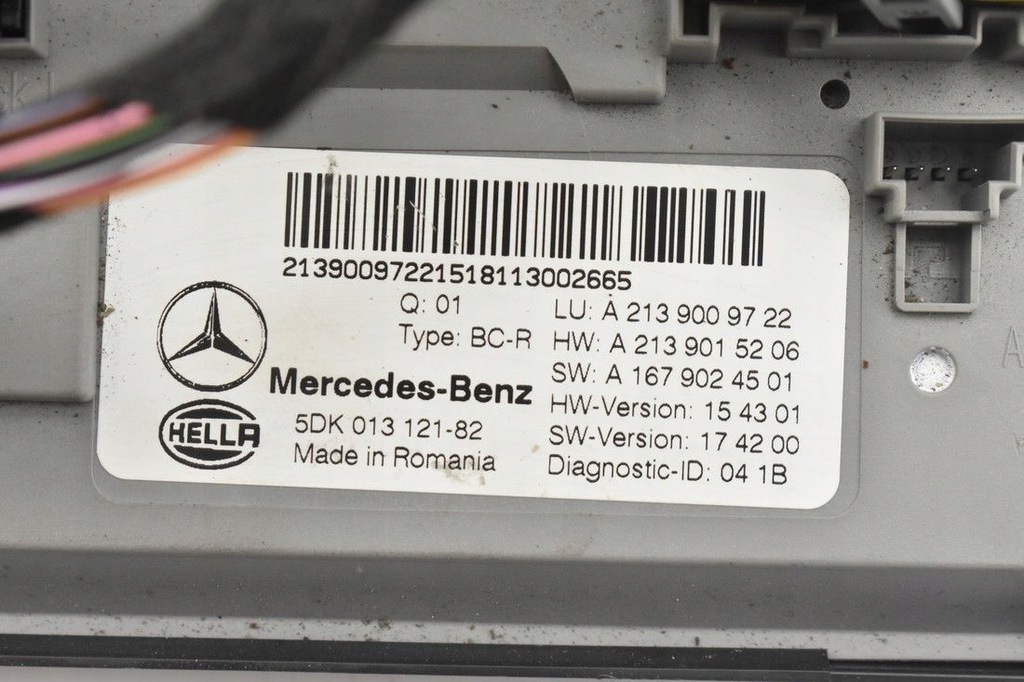 21390097221518113002665
Q: 01
Type: BC-R
LU: A 213 900 97 22
HW: A 213 901 52 06
SW: A 167 902 45 01
HW-Version: 15 43 01
SW-Version: 17 42 00
Diagnostic-ID: 04 1B
Mercedes-Benz
HELLA
5DK 013 121-82
Made in Romania